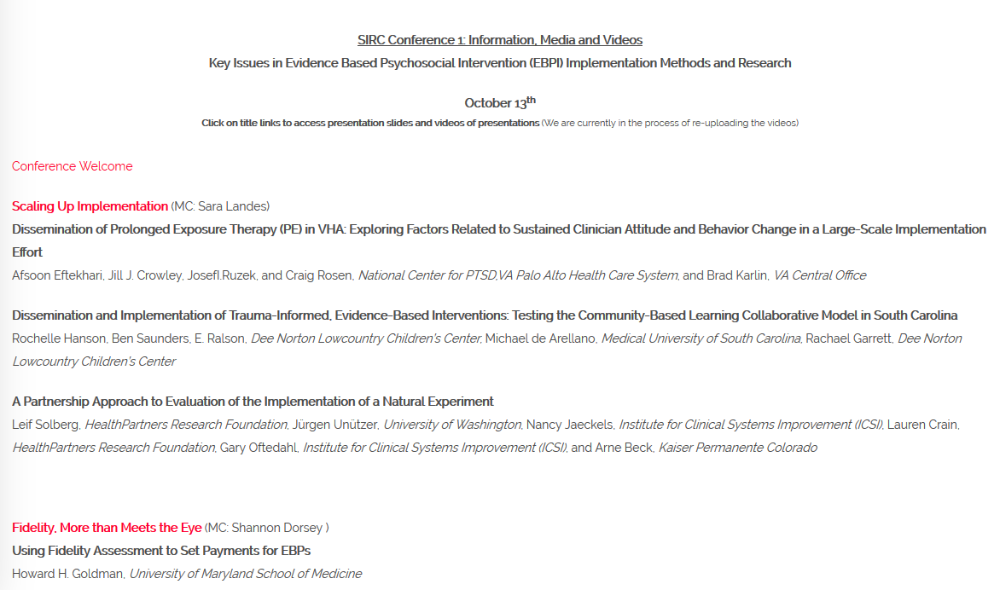 SIRC Conference 1: Information, Media and Videos
Key Issues in Evidence Based Psychosocial Intervention (EBPI) Implementation Methods and Research
October 13th
Click on title links to access presentation slides and videos of presentations (We are currently in the process of re-uploading the videos)
Conference Welcome
Scaling Up Implementation (MC: Sara Landes)
Dissemination of Prolonged Exposure Therapy (PE) in VHA: Exploring Factors Related to Sustained Clinician Attitude and Behavior Change in a Large-Scale Implementation
Effort
Afsoon Eftekhari, Jill J. Crowley, JosefI.Ruzek, and Craig Rosen, National Center for PTSD,VA Palo Alto Health Care System, and Brad Karlin, VA Central Office
Dissemination and Implementation of Trauma-Informed, Evidence-Based Interventions: Testing the Community-Based Learning Collaborative Model in South Carolina
Rochelle Hanson, Ben Saunders, E. Ralson, Dee Norton Lowcountry Children's Center, Michael de Arellano, Medical University of South Carolina, Rachael Garrett, Dee Norton
Lowcountry Children's Center
A Partnership Approach to Evaluation of the Implementation of a Natural Experiment
Leif Solberg, HealthPartners Research Foundation, Jürgen Unützer, University of Washington, Nancy Jaeckels, Institute for Clinical Systems Improvement (ICSI), Lauren Crain,
HealthPartners Research Foundation, Gary Oftedahl, Institute for Clinical Systems Improvement (ICSI), and Arne Beck, Kaiser Permanente Colorado
Fidelity, More than Meets the Eye (MC: Shannon Dorsey )
Using Fidelity Assessment to Set Payments for EBPs
Howard H. Goldman, University of Maryland School of Medicine